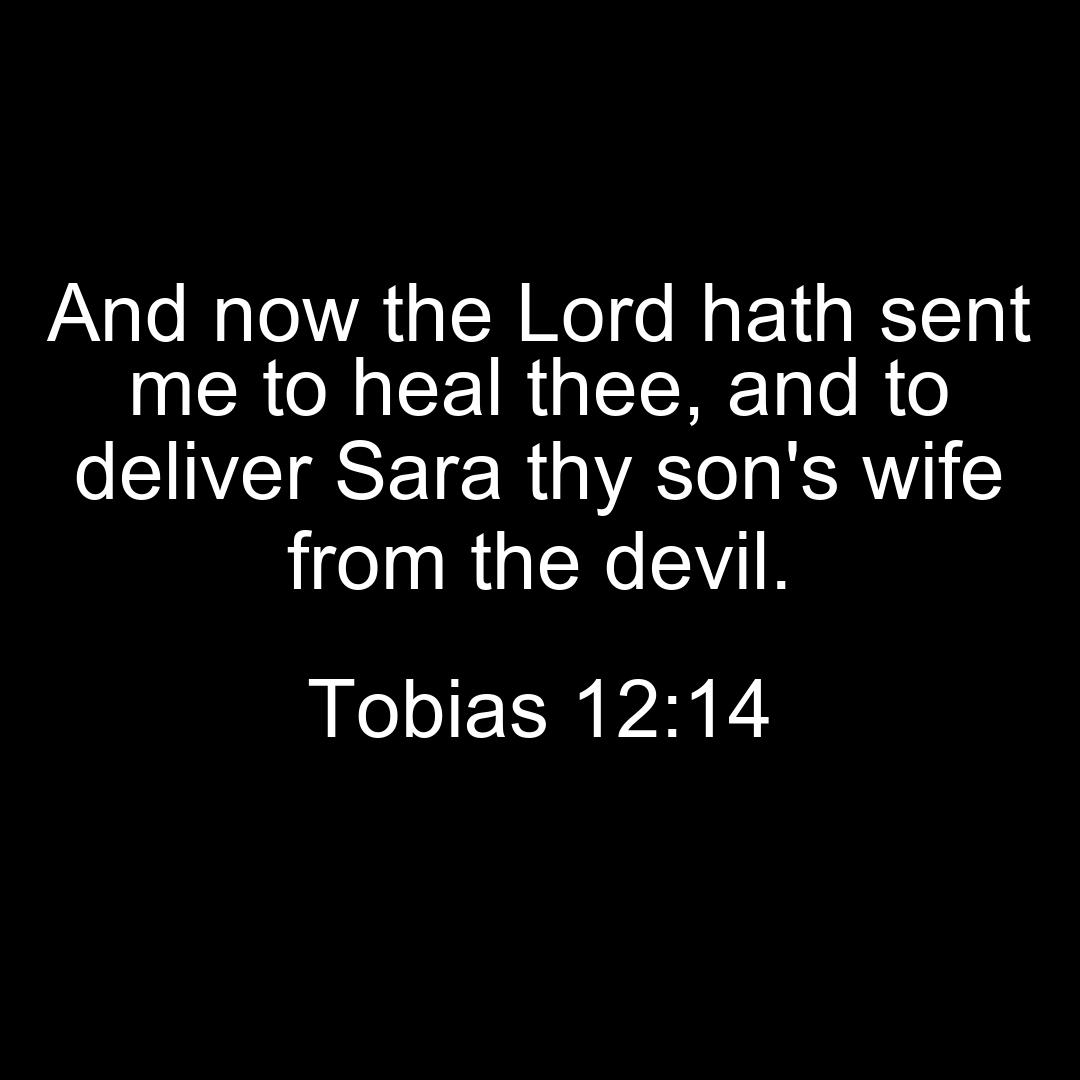 And now the Lord hath sent
me to heal thee, and to
deliver Sara thy son's wife
from the devil.
Tobias 12:14